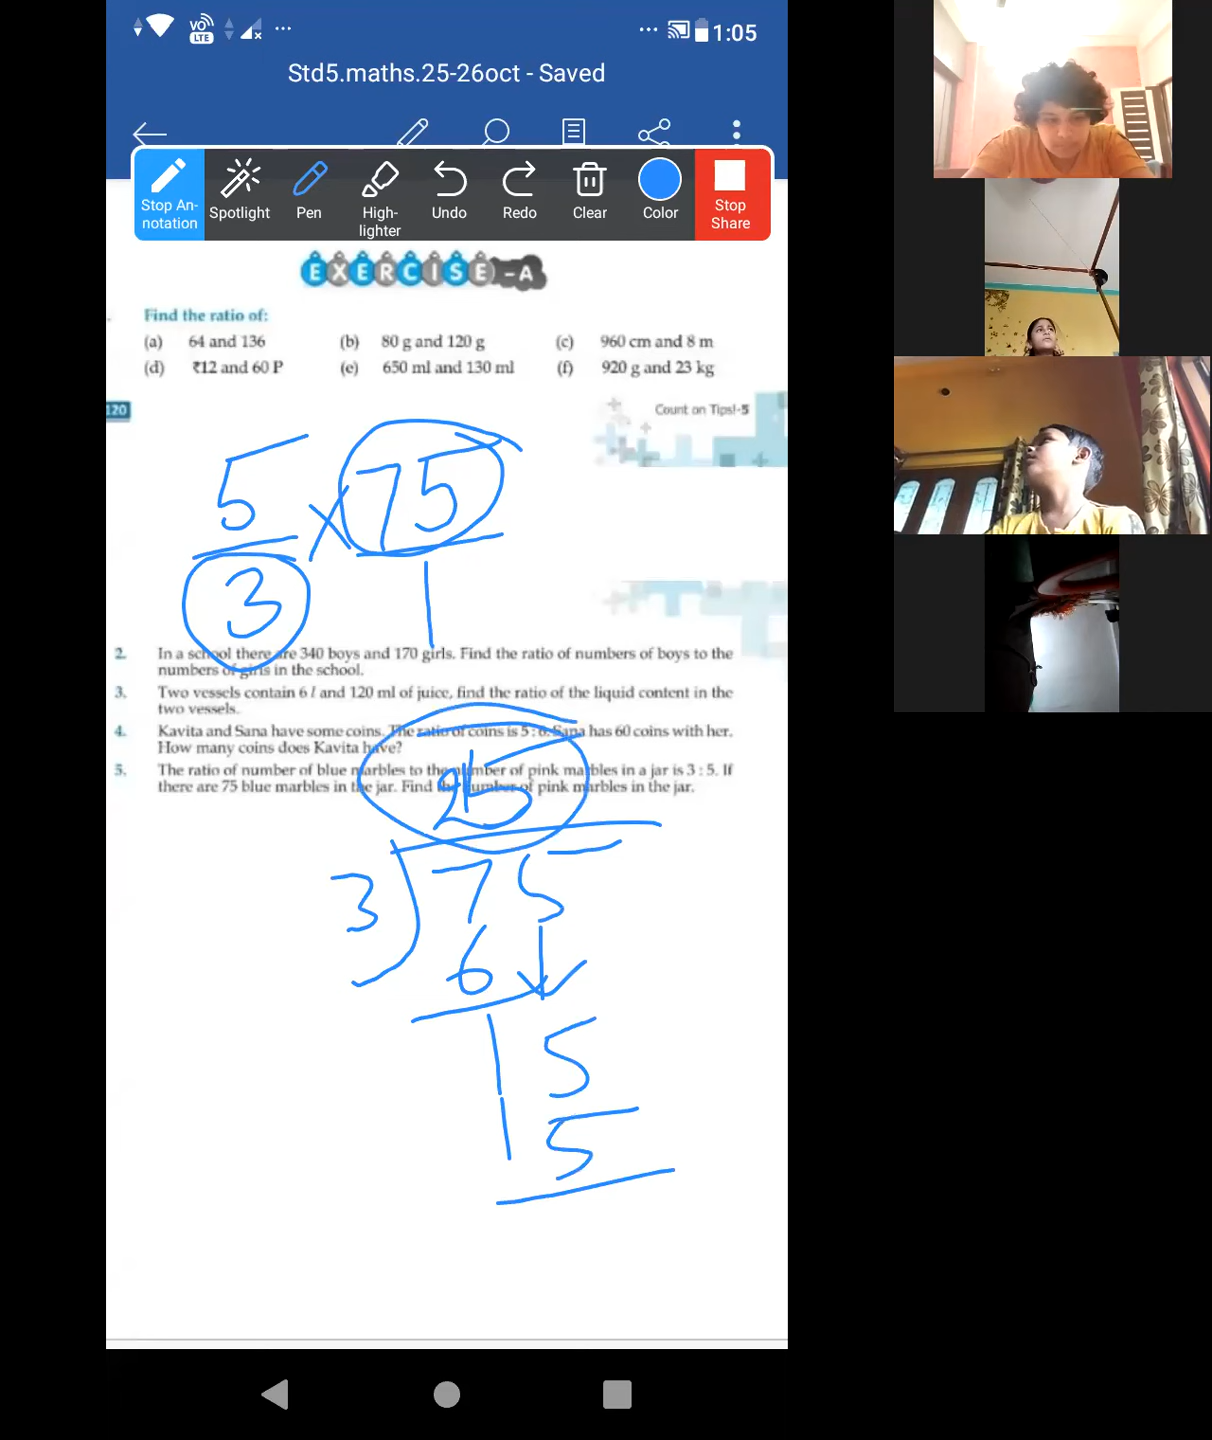 VO)) LTE 1:05
Std5.maths.25-26oct - Saved
Stop An-notation Spotlight Pen High-lighter Undo Redo Clear Color Stop Share
EXERCISE-A
Find the ratio of:
(a) 64 and 136 (b) 80 g and 120 g (c) 960 cm and 8 m
(d) ₹12 and 60 P (e) 650 ml and 130 ml (f) 920 g and 23 kg
120 Count on Tips!-5
5 × 75
3 1
2. In a school there are 340 boys and 170 girls. Find the ratio of numbers of boys to the
numbers of girls in the school.
3. Two vessels contain 6 l and 120 ml of juice, find the ratio of the liquid content in the
two vessels.
4. Kavita and Sana have some coins. The ratio of coins is 5 : 6. Sana has 60 coins with her.
How many coins does Kavita have?
5. The ratio of number of blue marbles to the number of pink marbles in a jar is 3 : 5. If
there are 75 blue marbles in the jar. Find the number of pink marbles in the jar.
25
3 ) 75
6
15
15